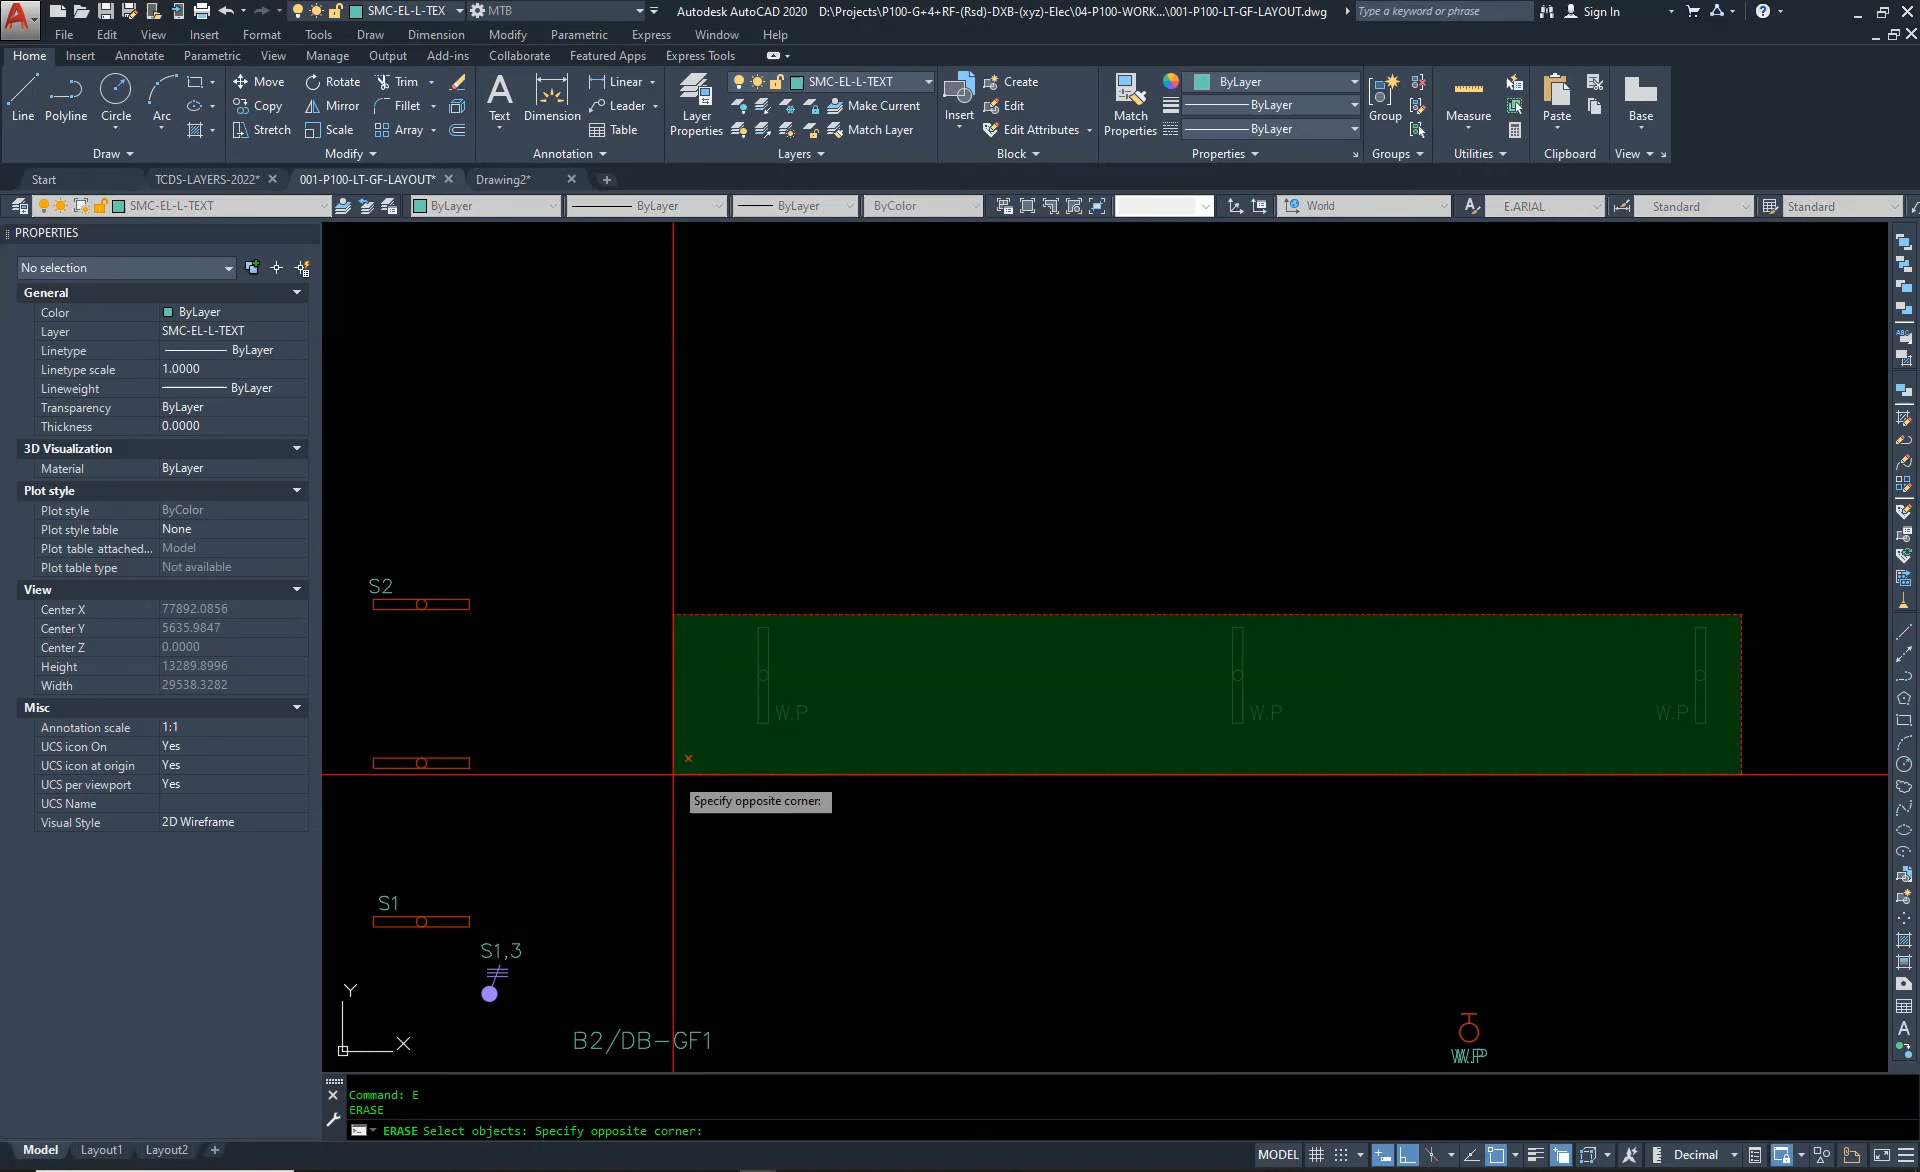 SMC-EL-L-TEX
MTB
Autodesk AutoCAD 2020 D:\Projects\P100-G+4+RF-(Rsd)-DXB-(xyz)-Elec\04-P100-WORK...\001-P100-LT-GF-LAYOUT.dwg
Type a keyword or phrase
Sign In
File Edit View Insert Format Tools Draw Dimension Modify Parametric Express Window Help
Home Insert Annotate Parametric View Manage Output Add-ins Collaborate Featured Apps Express Tools
Line Polyline Circle Arc
Move Rotate Trim
Copy Mirror Fillet
Stretch Scale Array
Text Dimension
Linear
Leader
Table
Layer Properties
SMC-EL-L-TEXT
Make Current
Match Layer
Insert
Create
Edit
Edit Attributes
Match Properties
ByLayer
ByLayer
ByLayer
Group
Measure
Paste
Base
Draw Modify Annotation Layers Block Properties Groups Utilities Clipboard View
Start TCDS-LAYERS-2022* 001-P100-LT-GF-LAYOUT* Drawing2*
SMC-EL-L-TEXT ByLayer ByLayer ByLayer ByColor World E.ARIAL Standard Standard
PROPERTIES
No selection
General
Color ByLayer
Layer SMC-EL-L-TEXT
Linetype ByLayer
Linetype scale 1.0000
Lineweight ByLayer
Transparency ByLayer
Thickness 0.0000
3D Visualization
Material ByLayer
Plot style
Plot style ByColor
Plot style table None
Plot table attached... Model
Plot table type Not available
View
Center X 77892.0856
Center Y 5635.9847
Center Z 0.0000
Height 13289.8996
Width 29538.3282
Misc
Annotation scale 1:1
UCS icon On Yes
UCS icon at origin Yes
UCS per viewport Yes
UCS Name
Visual Style 2D Wireframe
S2
W.P W.P W.P
Specify opposite corner:
S1
S1,3
Y
X
B2/DB-GF1
Command: E
ERASE
ERASE Select objects: Specify opposite corner:
Model Layout1 Layout2
MODEL
Decimal